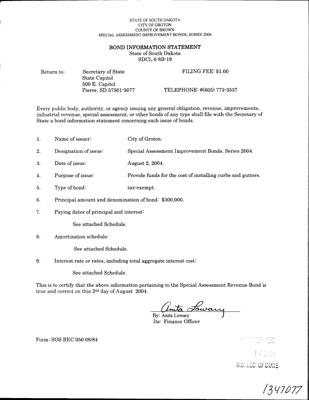 STATE OF SOUTH DAKOTA
CITY OF GROTON
COUNTY OF BROWN
SPECIAL ASSESSMENT IMPROVEMENT BONDS, SERIES 2004
BOND INFORMATION STATEMENT
State of South Dakota
SDCL 6-8B-19
Return to: Secretary of State FILING FEE: $1.00
State Capitol
500 E. Capitol
Pierre, SD 57501-5077 TELEPHONE #(605) 773-3537
Every public body, authority, or agency issuing any general obligation, revenue, improvements,
industrial revenue, special assessment, or other bonds of any type shall file with the Secretary of
State a bond information statement concerning each issue of bonds.
1. Name of issuer: City of Groton.
2. Designation of issue: Special Assessment Improvement Bonds, Series 2004.
3. Date of issue: August 2, 2004.
4. Purpose of issue: Provide funds for the cost of installing curbs and gutters.
5. Type of bond: tax-exempt.
6. Principal amount and denomination of bond: $300,000.
7. Paying dates of principal and interest:
See attached Schedule.
8. Amortization schedule:
See attached Schedule.
9. Interest rate or rates, including total aggregate interest cost:
See attached Schedule.
This is to certify that the above information pertaining to the Special Assessment Revenue Bond is
true and correct on this 2nd day of August 2004.
Anita Lowary
By: Anita Lowary
Its: Finance Officer
Form: SOS REC 050 08/84
S.D. SEC. OF STATE
1347077